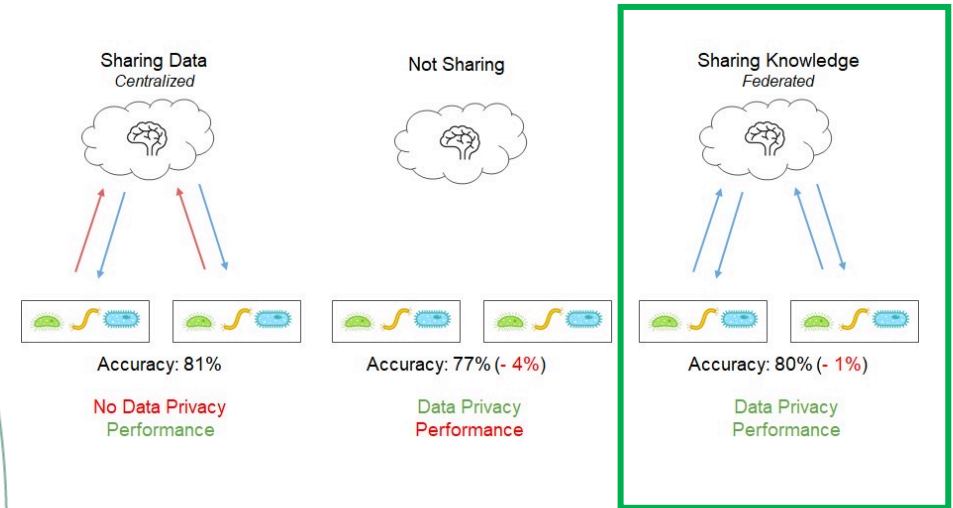 Sharing Data
Centralized
Accuracy: 81%
No Data Privacy
Performance
Not Sharing
Accuracy: 77% (- 4%)
Data Privacy
Performance
Sharing Knowledge
Federated
Accuracy: 80% (- 1%)
Data Privacy
Performance